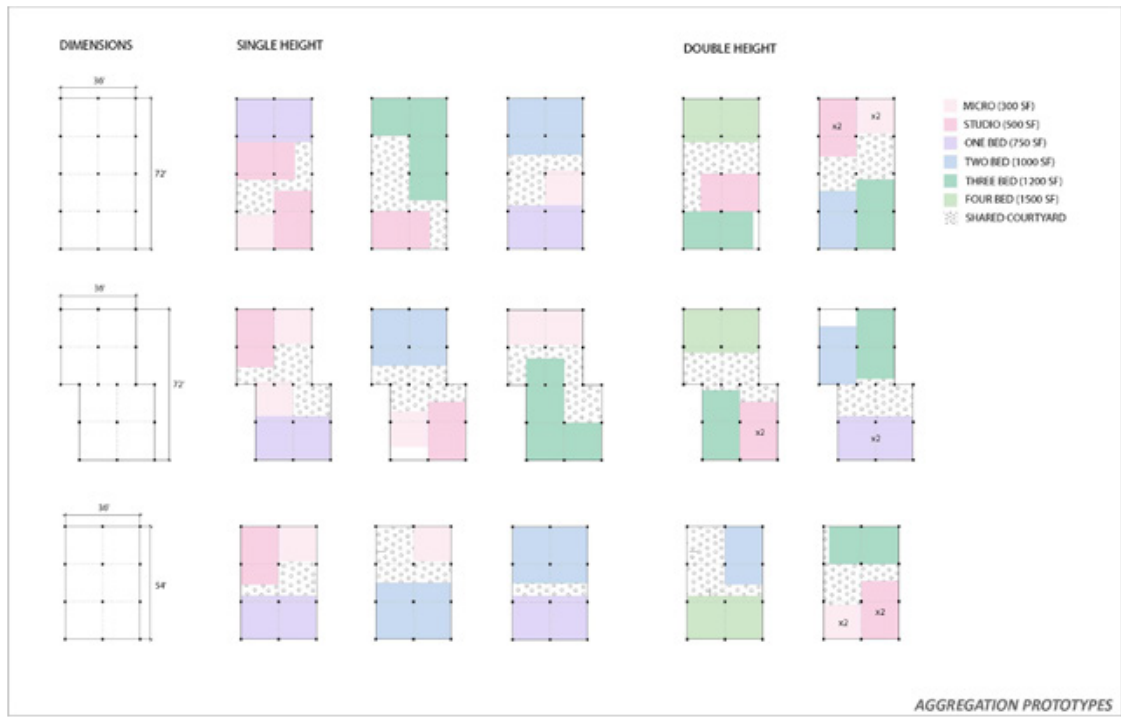 DIMENSIONS
SINGLE HEIGHT
DOUBLE HEIGHT
36'
72'
x2
x2
MICRO (300 SF)
STUDIO (500 SF)
ONE BED (750 SF)
TWO BED (1000 SF)
THREE BED (1200 SF)
FOUR BED (1500 SF)
SHARED COURTYARD
36'
72'
x2
x2
36'
54'
x2
x2
AGGREGATION PROTOTYPES